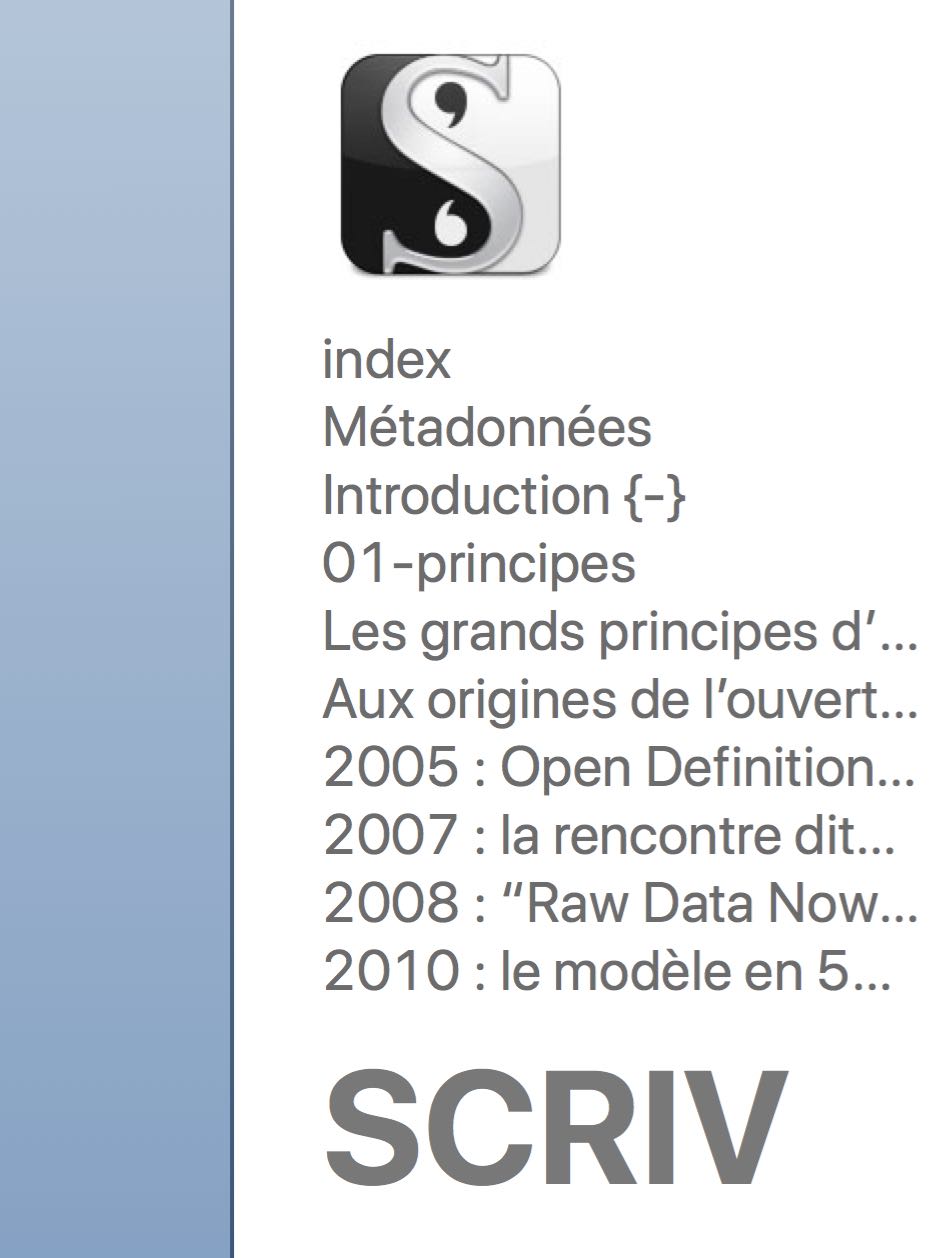 index
Métadonnées
Introduction {-}
01-principes
Les grands principes d’...
Aux origines de l’ouvert...
2005 : Open Definition...
2007 : la rencontre dit...
2008 : “Raw Data Now...
2010 : le modèle en 5...
SCRIV